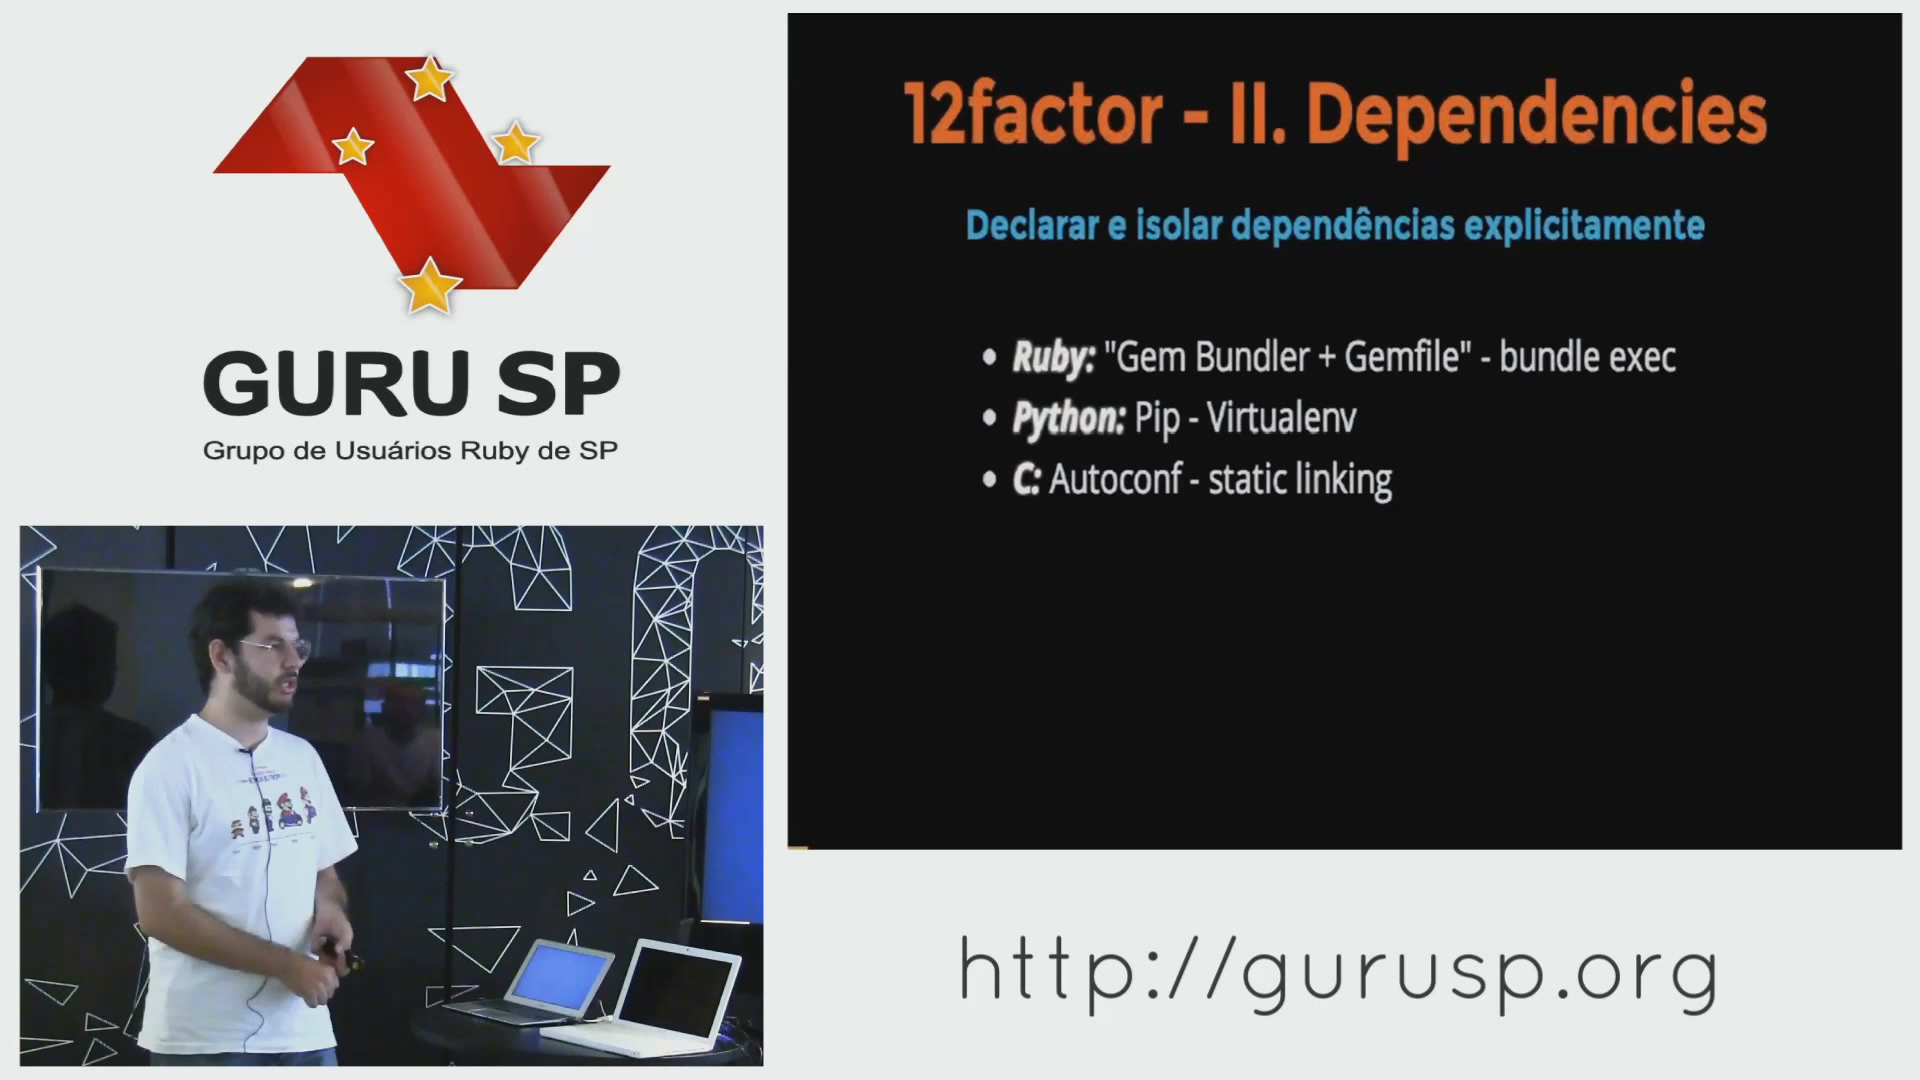 GURU SP
Grupo de Usuários Ruby de SP
12factor - II. Dependencies
Declarar e isolar dependências explicitamente
Ruby: "Gem Bundler + Gemfile" - bundle exec
Python: Pip - Virtualenv
C: Autoconf - static linking
http://gurusp.org